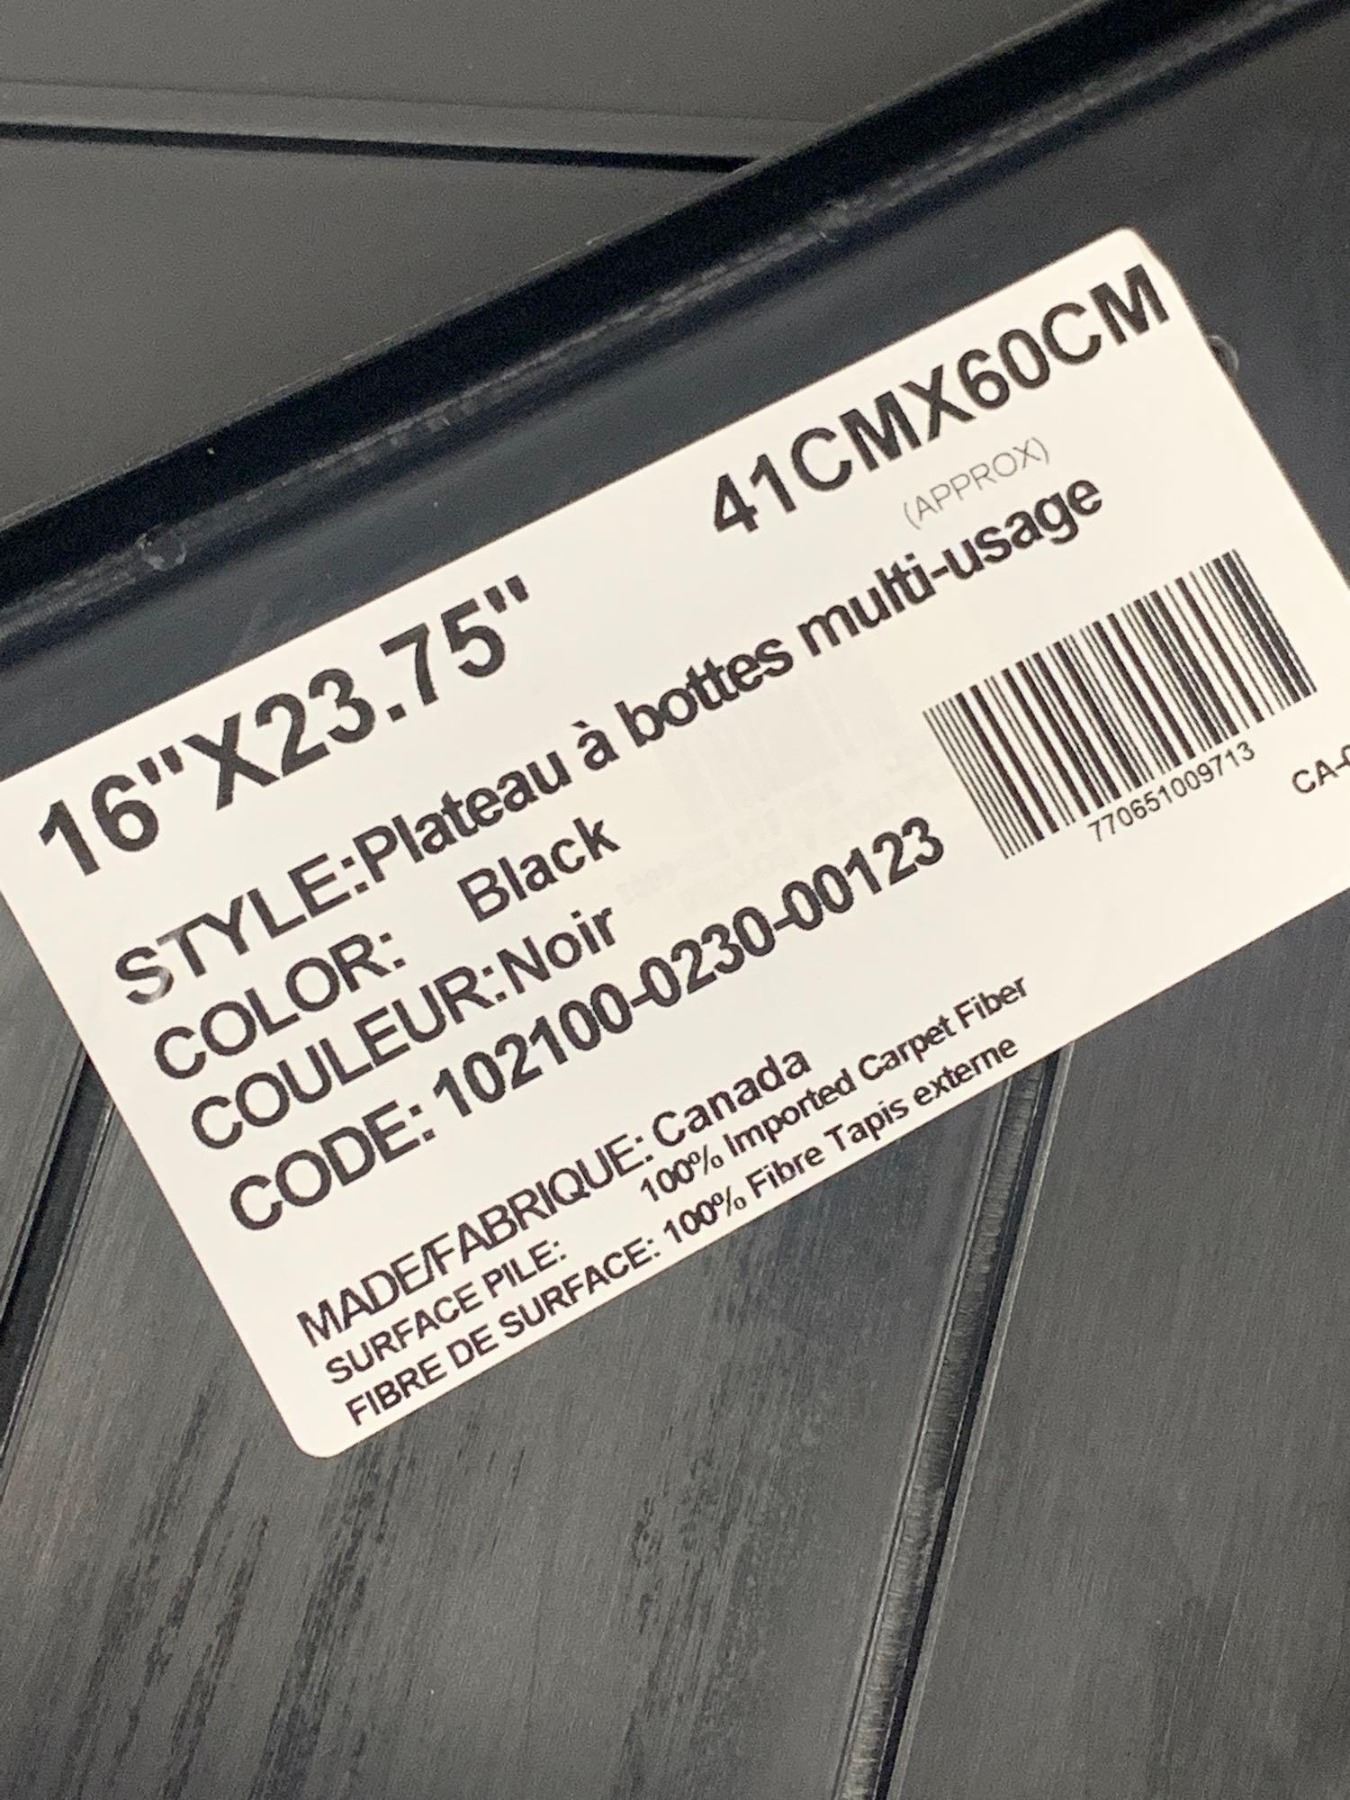 16"X23.75" 41CMX60CM
(APPROX)
STYLE:Plateau à bottes multi-usage
COLOR: Black
COULEUR:Noir
CODE:102100-0230-00123
770651009713
CA-
MADE/FABRIQUE: Canada
SURFACE PILE: 100% Imported Carpet Fiber
FIBRE DE SURFACE: 100% Fibre Tapis externe